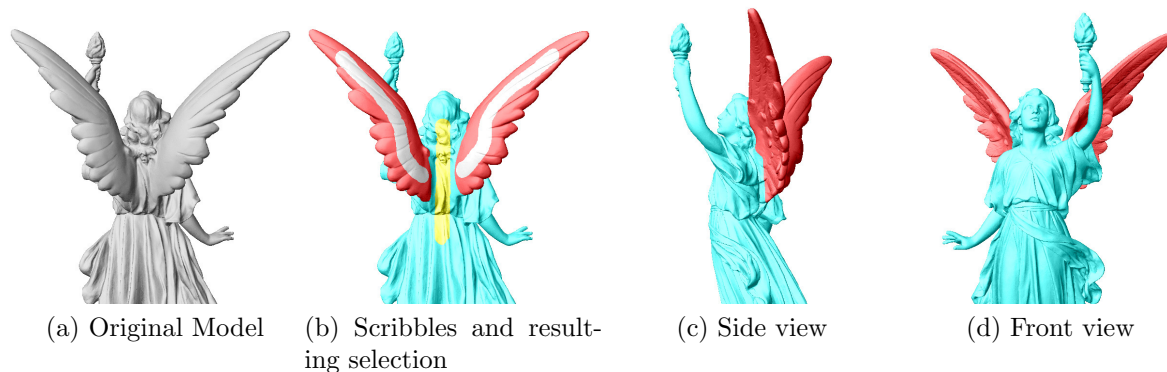 (a) Original Model
(b) Scribbles and result-
ing selection
(c) Side view
(d) Front view